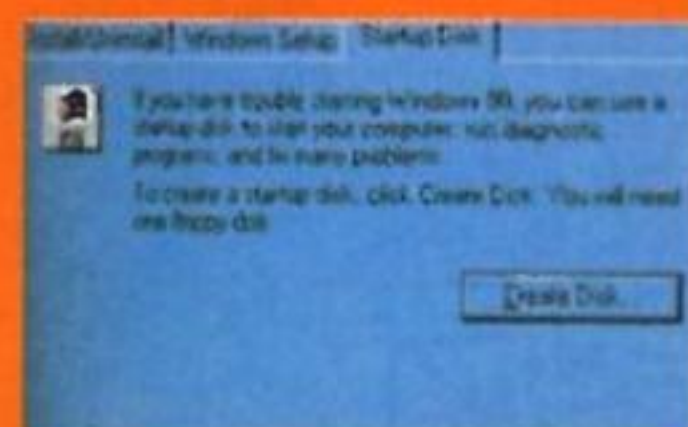 Install/Uninstall Windows Setup Startup Disk
If you have trouble starting Windows 98, you can use a
startup disk to start your computer, run diagnostic
programs, and fix many problems.
To create a startup disk, click Create Disk. You will need
one floppy disk.
Create Disk...